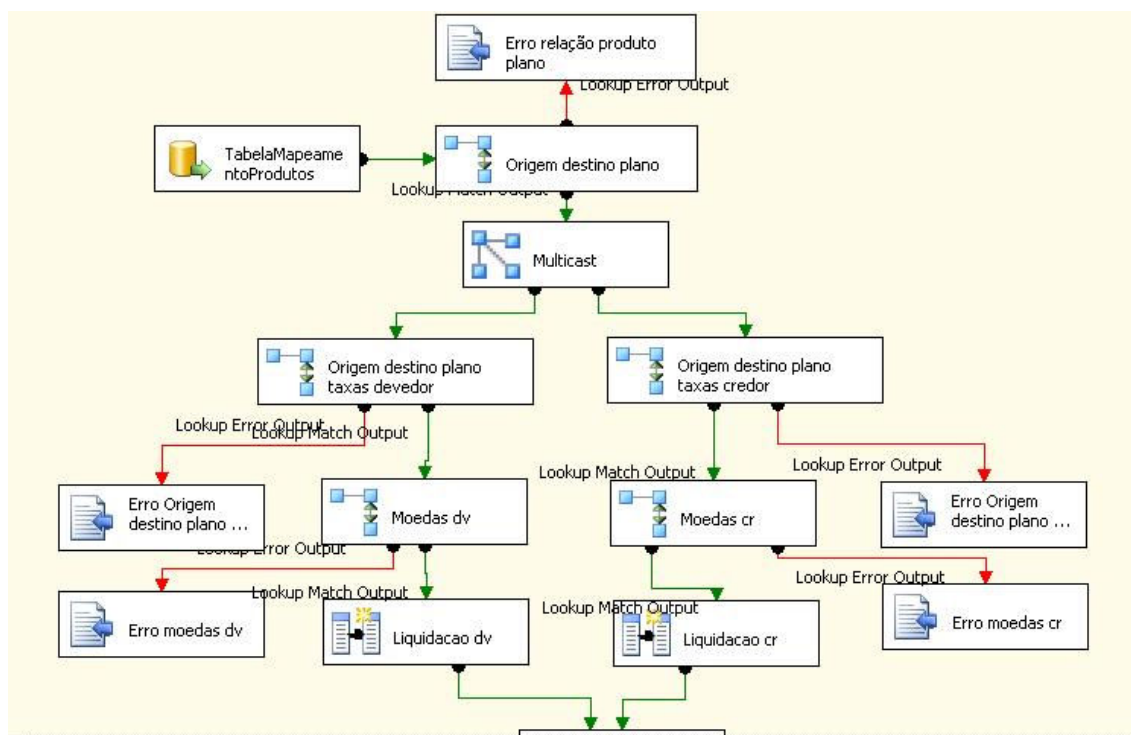 Erro relação produto
plano
Lookup Error Output
TabelaMapeame
ntoProdutos
Origem destino plano
Lookup Match Output
Multicast
Origem destino plano
taxas devedor
Origem destino plano
taxas credor
Lookup Error Output
Lookup Match Output
Lookup Match Output
Lookup Error Output
Erro Origem
destino plano ...
Moedas dv
Moedas cr
Erro Origem
destino plano ...
Lookup Error Output
Lookup Match Output
Lookup Match Output
Lookup Error Output
Erro moedas dv
Liquidacao dv
Liquidacao cr
Erro moedas cr